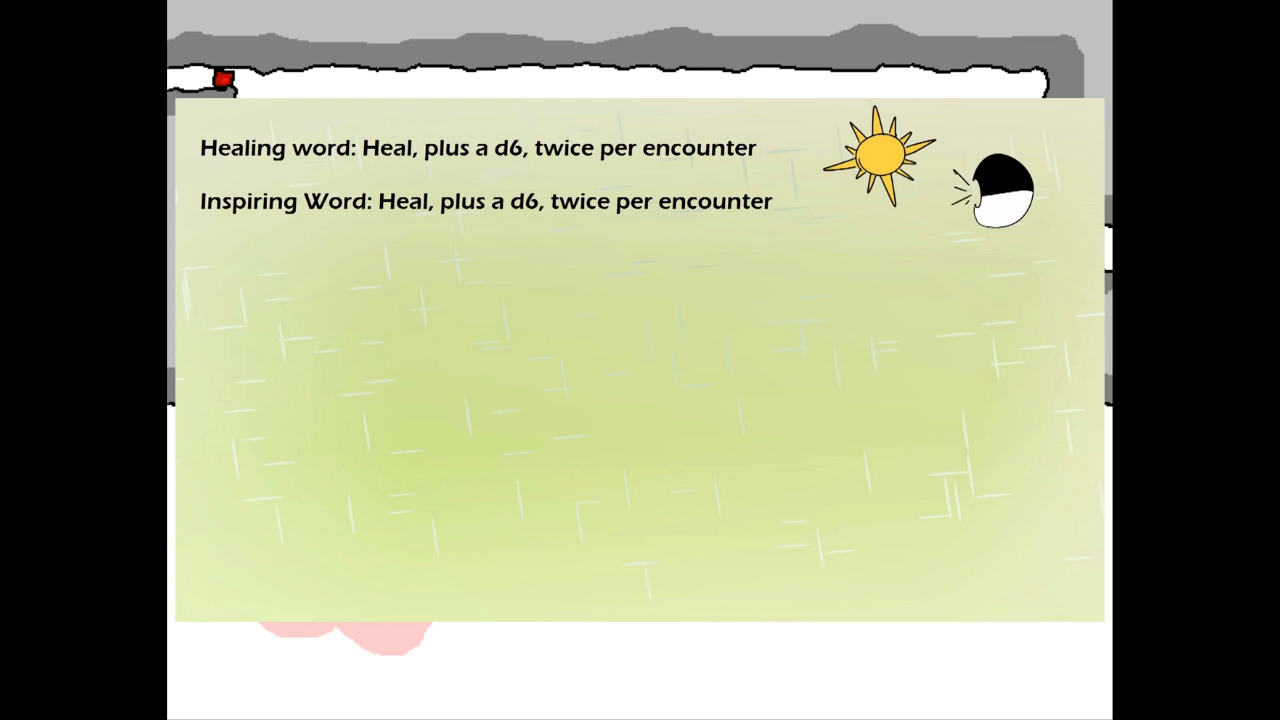 Healing word: Heal, plus a d6, twice per encounter
Inspiring Word: Heal, plus a d6, twice per encounter